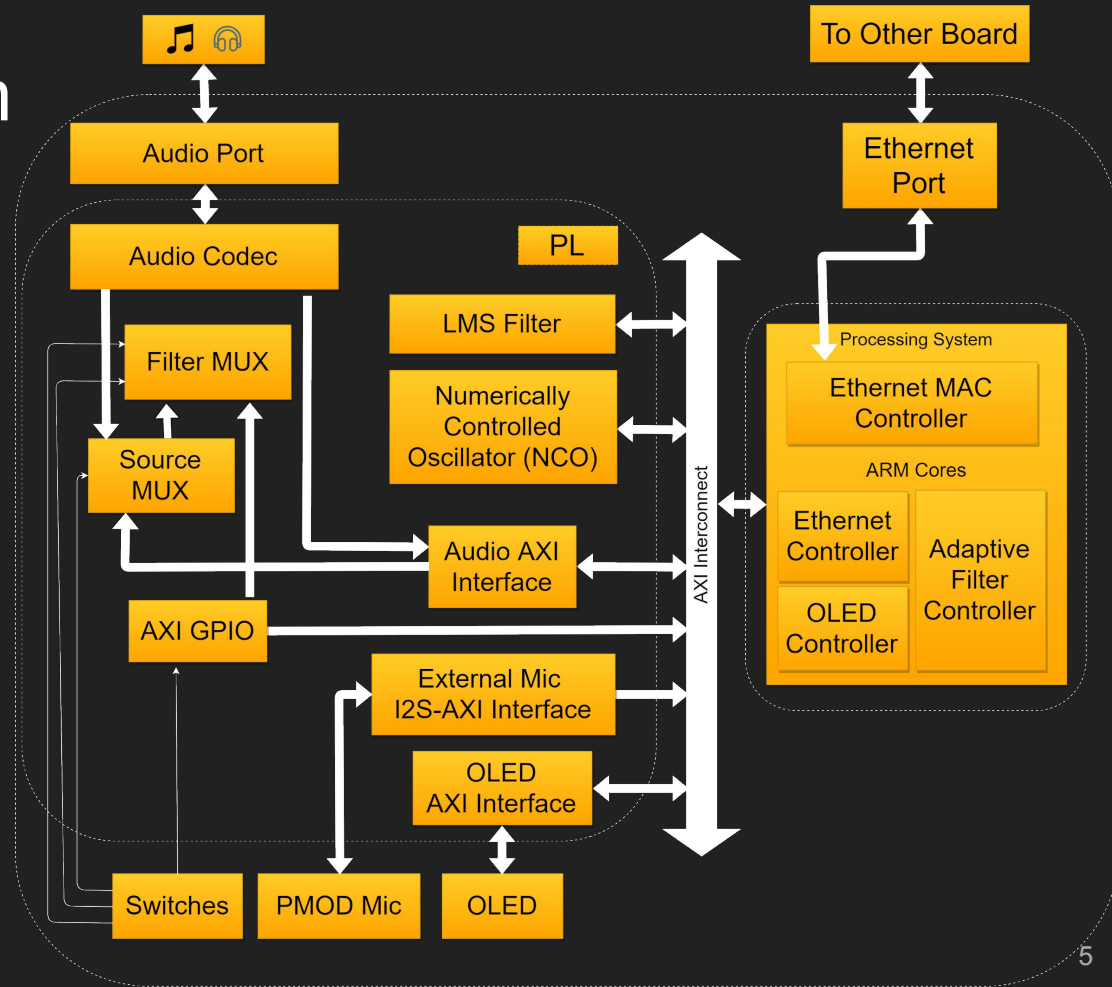 n
To Other Board
Audio Port
Ethernet
Port
Audio Codec
PL
LMS Filter
Filter MUX
Numerically
Controlled
Oscillator (NCO)
Source
MUX
Audio AXI
Interface
AXI GPIO
External Mic
I2S-AXI Interface
OLED
AXI Interface
AXI Interconnect
Processing System
Ethernet MAC
Controller
ARM Cores
Ethernet
Controller
Adaptive
Filter
Controller
OLED
Controller
Switches
PMOD Mic
OLED
5